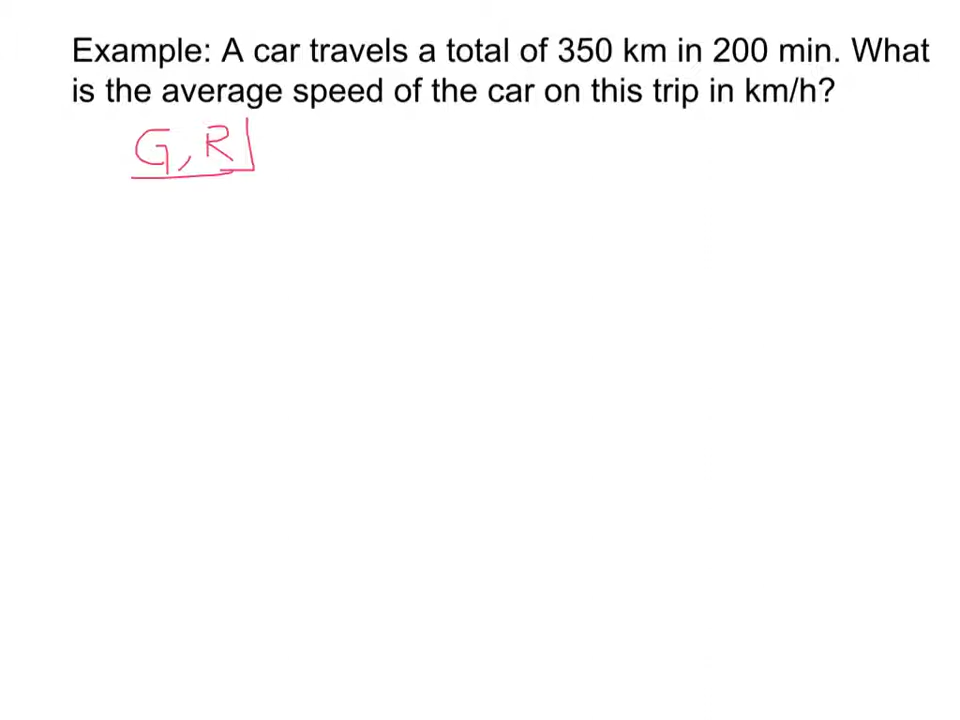 Example: A car travels a total of 350 km in 200 min. What
is the average speed of the car on this trip in km/h?
G, R